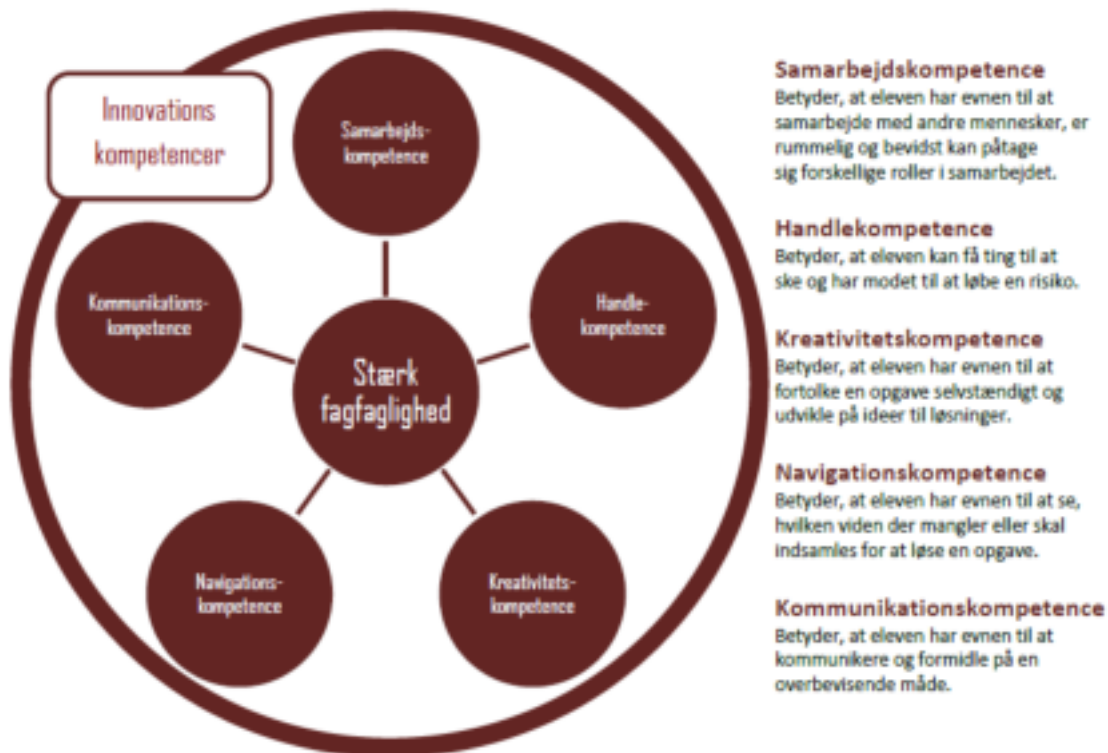 Innovations
kompetencer
Samarbejds-
kompetence
Handle-
kompetence
Kommunikations-
kompetence
Stærk
fagfaglighed
Navigations-
kompetence
Kreativitets-
kompetence
Samarbejdskompetence
Betyder, at eleven har evnen til at
samarbejde med andre mennesker, er
rummelig og bevidst kan påtage
sig forskellige roller i samarbejdet.
Handlekompetence
Betyder, at eleven kan få ting til at
ske og har modet til at løbe en risiko.
Kreativitetskompetence
Betyder, at eleven har evnen til at
fortolke en opgave selvstændigt og
udvikle på ideer til løsninger.
Navigationskompetence
Betyder, at eleven har evnen til at se,
hvilken viden der mangler eller skal
indsamles for at løse en opgave.
Kommunikationskompetence
Betyder, at eleven har evnen til at
kommunikere og formidle på en
overbevisende måde.